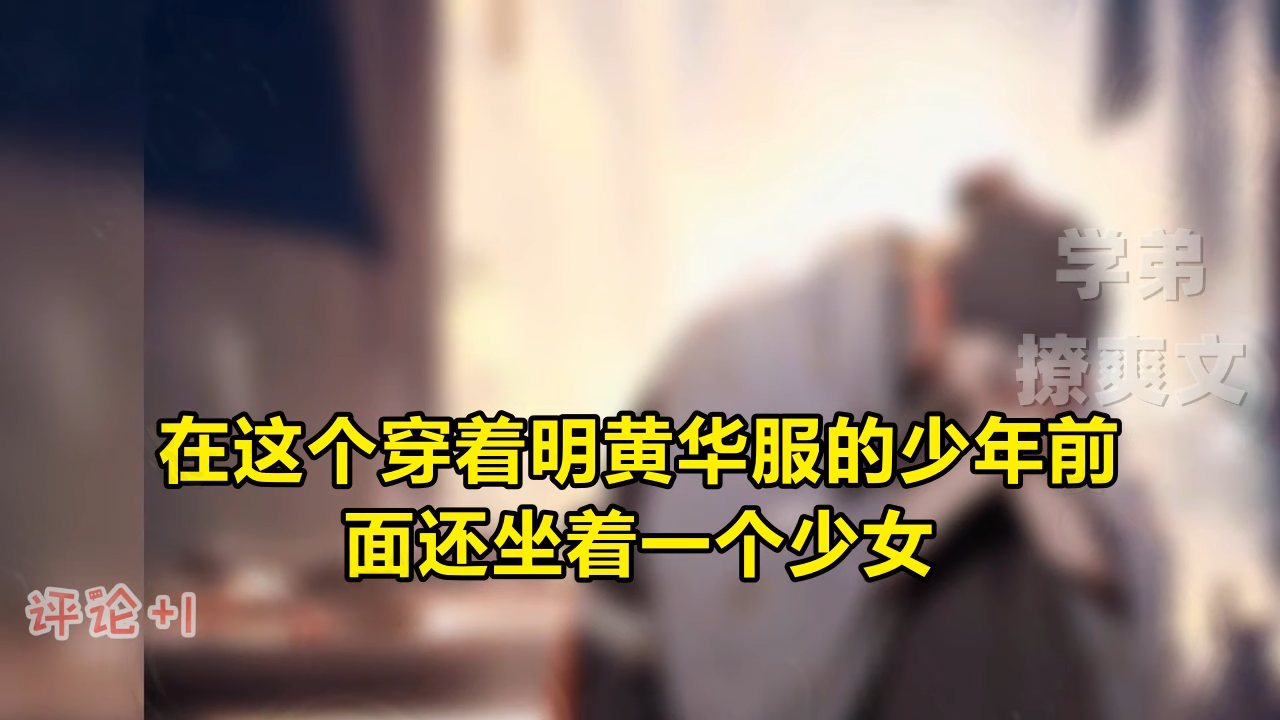 学弟
撩爽文
在这个穿着明黄华服的少年前
面还坐着一个少女
评论+1